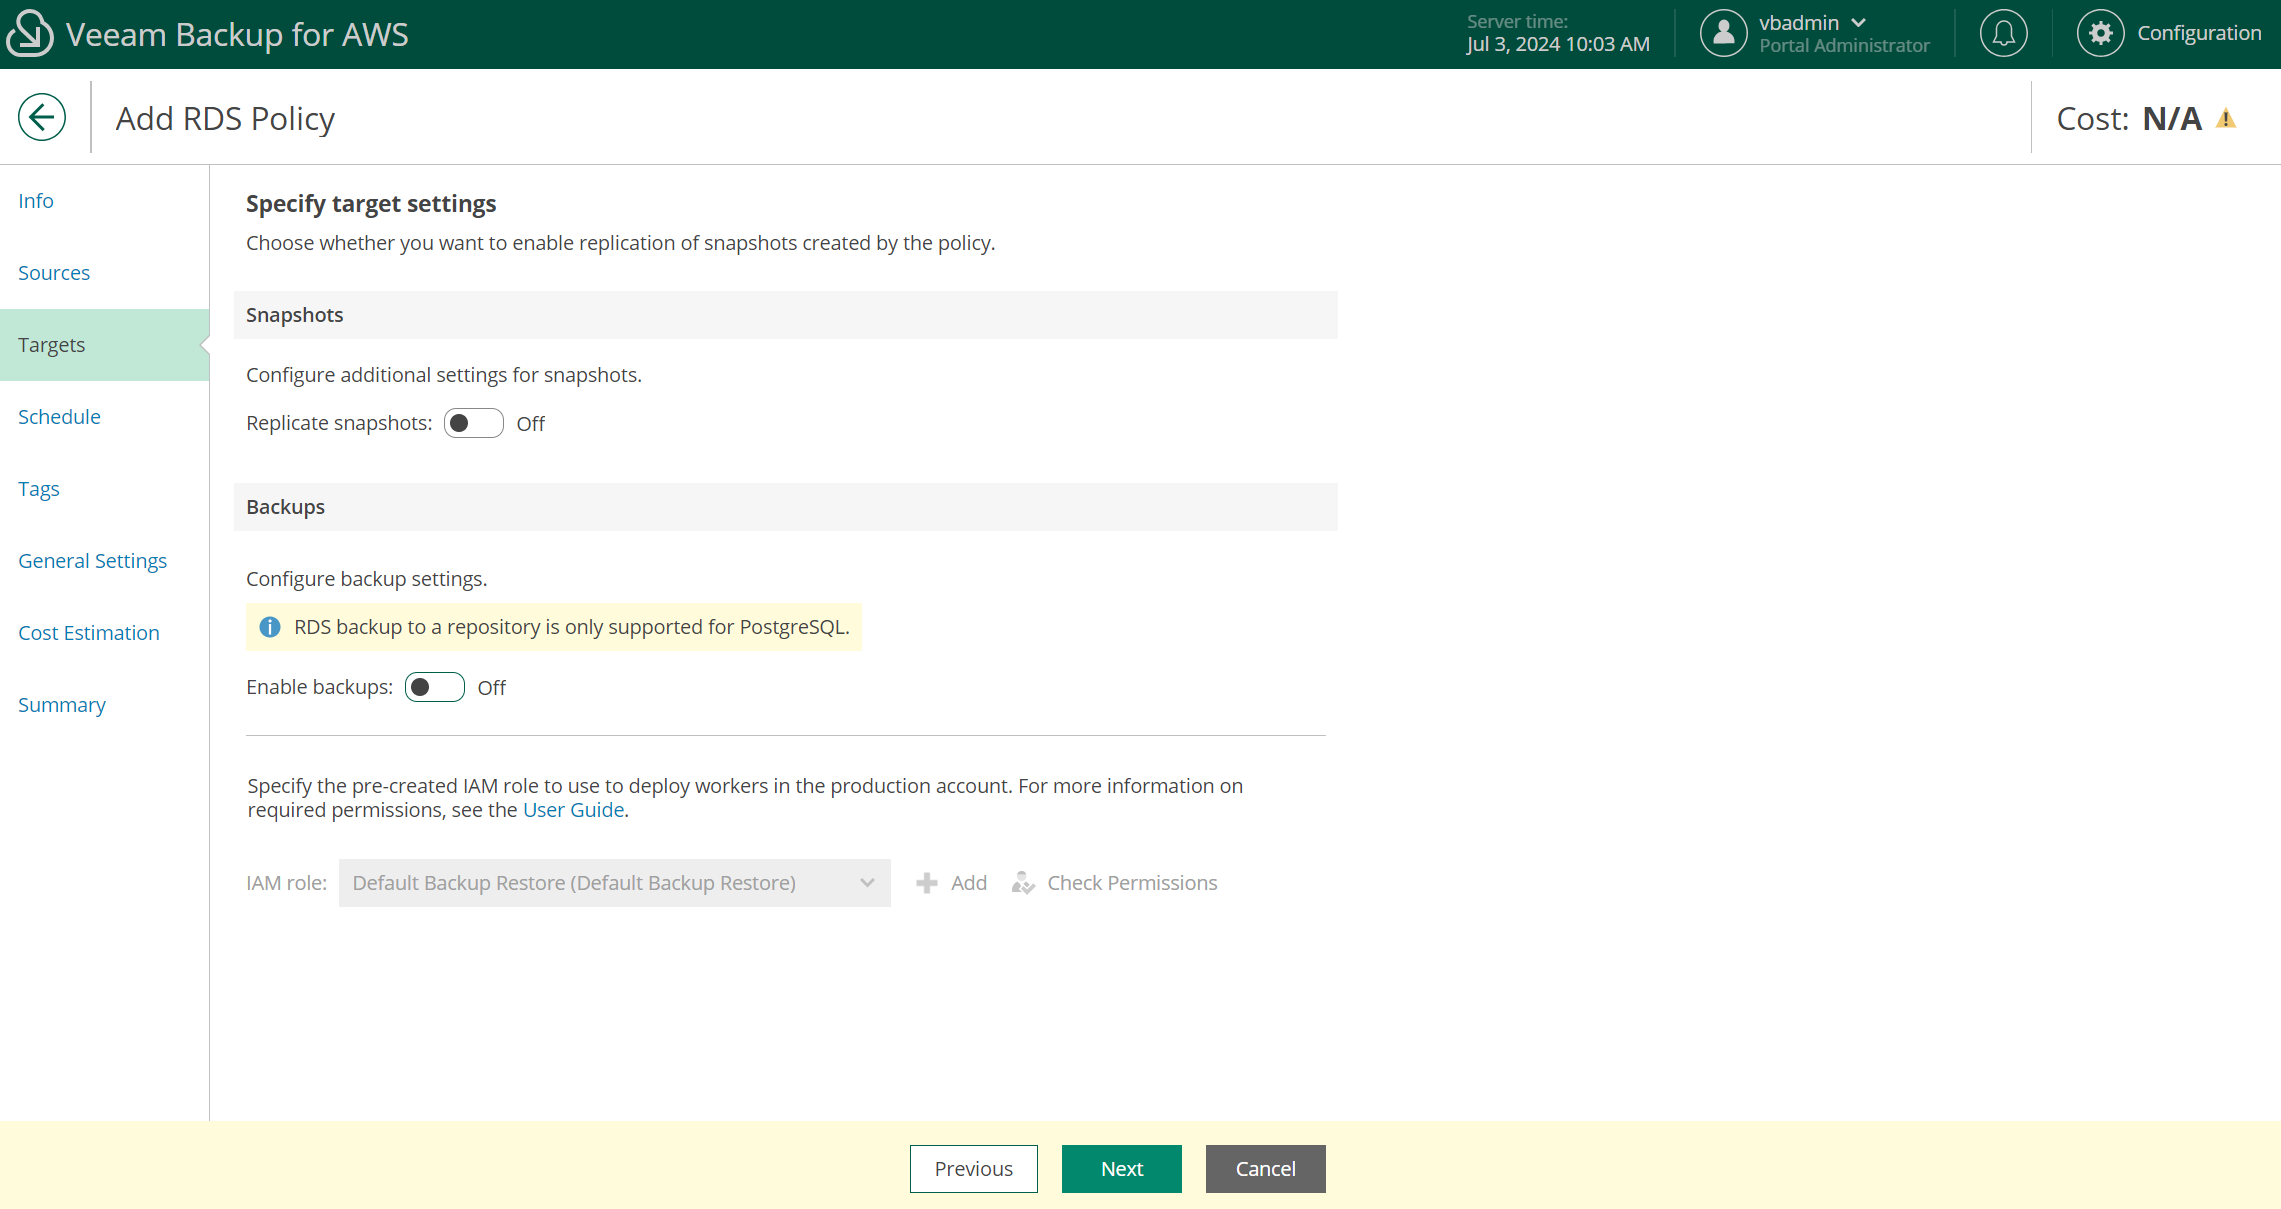 Veeam Backup for AWS
Server time:
Jul 3, 2024 10:03 AM
vbadmin
Portal Administrator
Configuration
Add RDS Policy
Cost: N/A
Info
Sources
Targets
Schedule
Tags
General Settings
Cost Estimation
Summary
Specify target settings
Choose whether you want to enable replication of snapshots created by the policy.
Snapshots
Configure additional settings for snapshots.
Replicate snapshots: Off
Backups
Configure backup settings.
RDS backup to a repository is only supported for PostgreSQL.
Enable backups: Off
Specify the pre-created IAM role to use to deploy workers in the production account. For more information on
required permissions, see the User Guide.
IAM role: Default Backup Restore (Default Backup Restore) Add Check Permissions
Previous Next Cancel